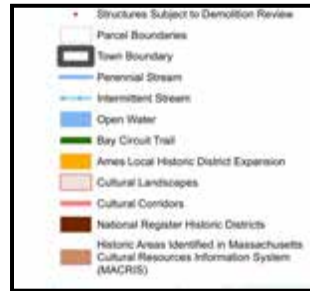 Structures Subject to Demolition Review
Parcel Boundaries
Town Boundary
Perennial Stream
Intermittent Stream
Open Water
Bay Circuit Trail
Ames Local Historic District Expansion
Cultural Landscapes
Cultural Corridors
National Register Historic Districts
Historic Areas Identified in Massachusetts
Cultural Resources Information System
(MACRIS)